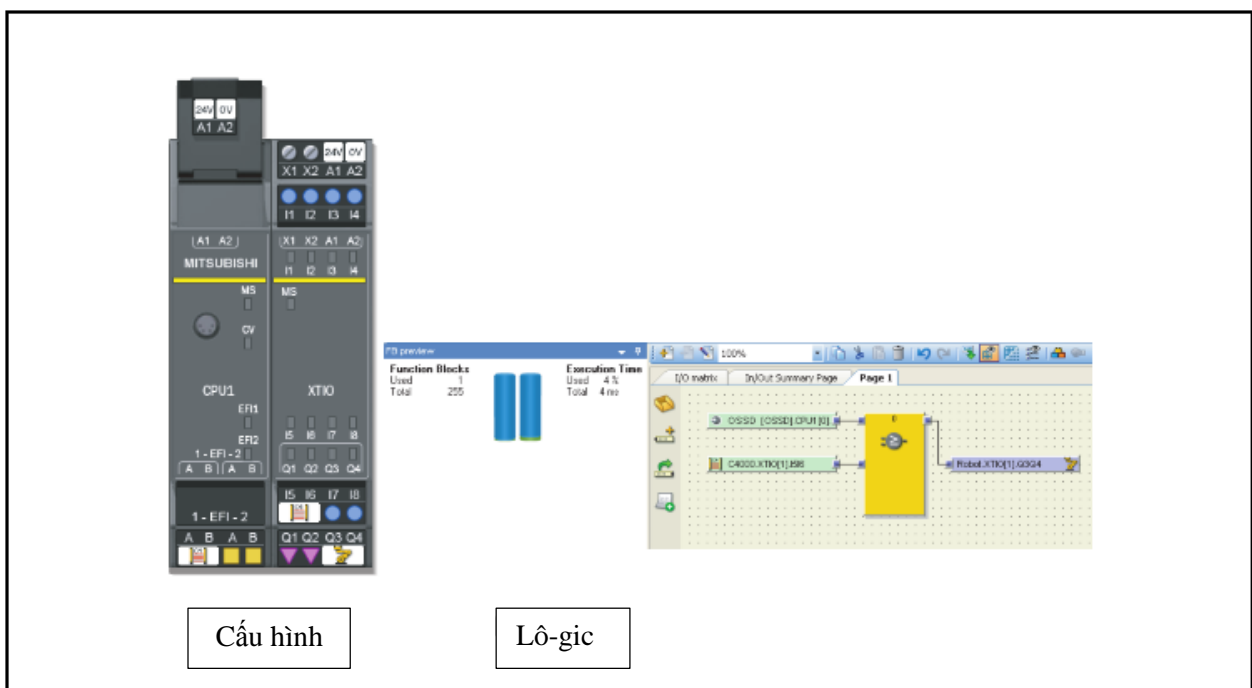 24V 0V
A1 A2
24V 0V
X1 X2 A1 A2
I1 I2 I3 I4
(A1 A2)
(X1 X2 A1 A2)
MITSUBISHI
I1 I2 I3 I4
MS
MS
CV
CPU1
XTIO
EFI1
EFI2
I5 I6 I7 I8
1 - EFI - 2
A B A B
Q1 Q2 Q3 Q4
I5 I6 I7 I8
1 - EFI - 2
A B A B
Q1 Q2 Q3 Q4
FB preview
Function Blocks
Used 1
Total 255
Execution Time
Used 4 %
Total 4 ms
100%
I/O matrix In/Out Summary Page Page 1
OSSD [OSSD].CPU1[0]
0
C4000.XTIO[1].I5I6
Robot.XTIO[1].Q3Q4
Cấu hình
Lô-gic